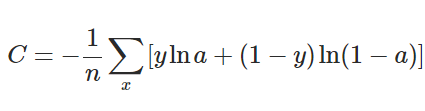 C = -\frac{1}{n} \sum_{x} [y \ln a + (1 - y) \ln(1 - a)]